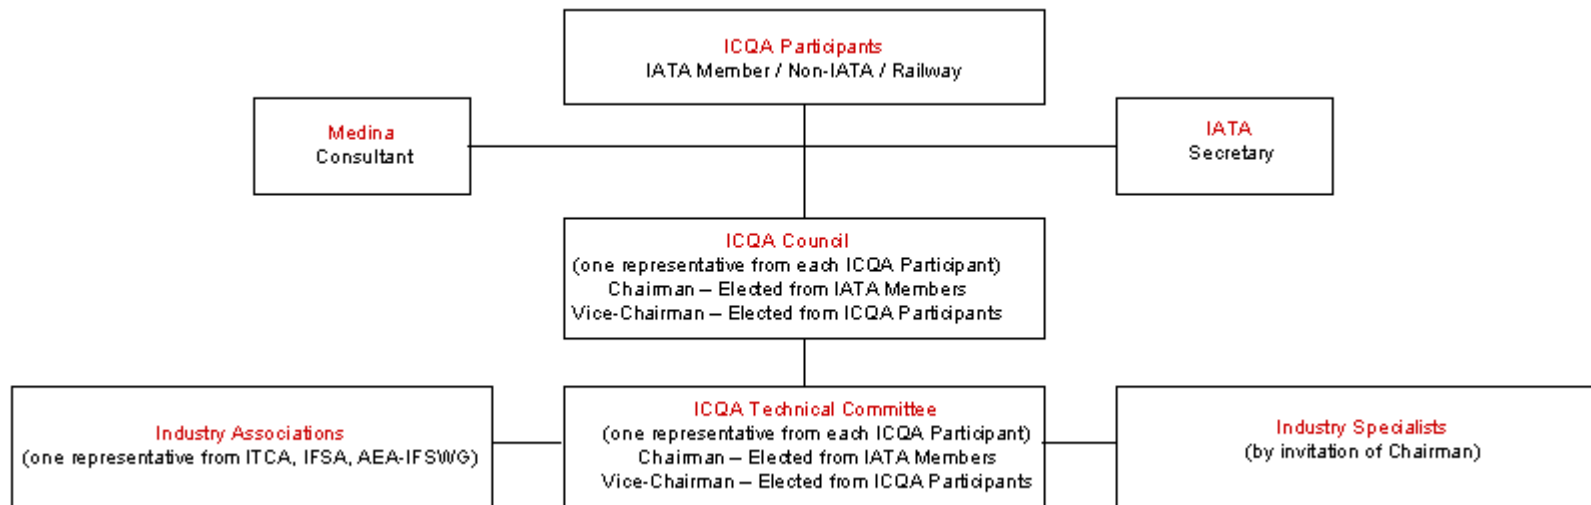 ICQA Participants
IATA Member / Non-IATA / Railway
Medina
Consultant
IATA
Secretary
ICQA Council
(one representative from each ICQA Participant)
Chairman – Elected from IATA Members
Vice-Chairman – Elected from ICQA Participants
Industry Associations
(one representative from ITCA, IFSA, AEA-IFSWG)
ICQA Technical Committee
(one representative from each ICQA Participant)
Chairman – Elected from IATA Members
Vice-Chairman – Elected from ICQA Participants
Industry Specialists
(by invitation of Chairman)